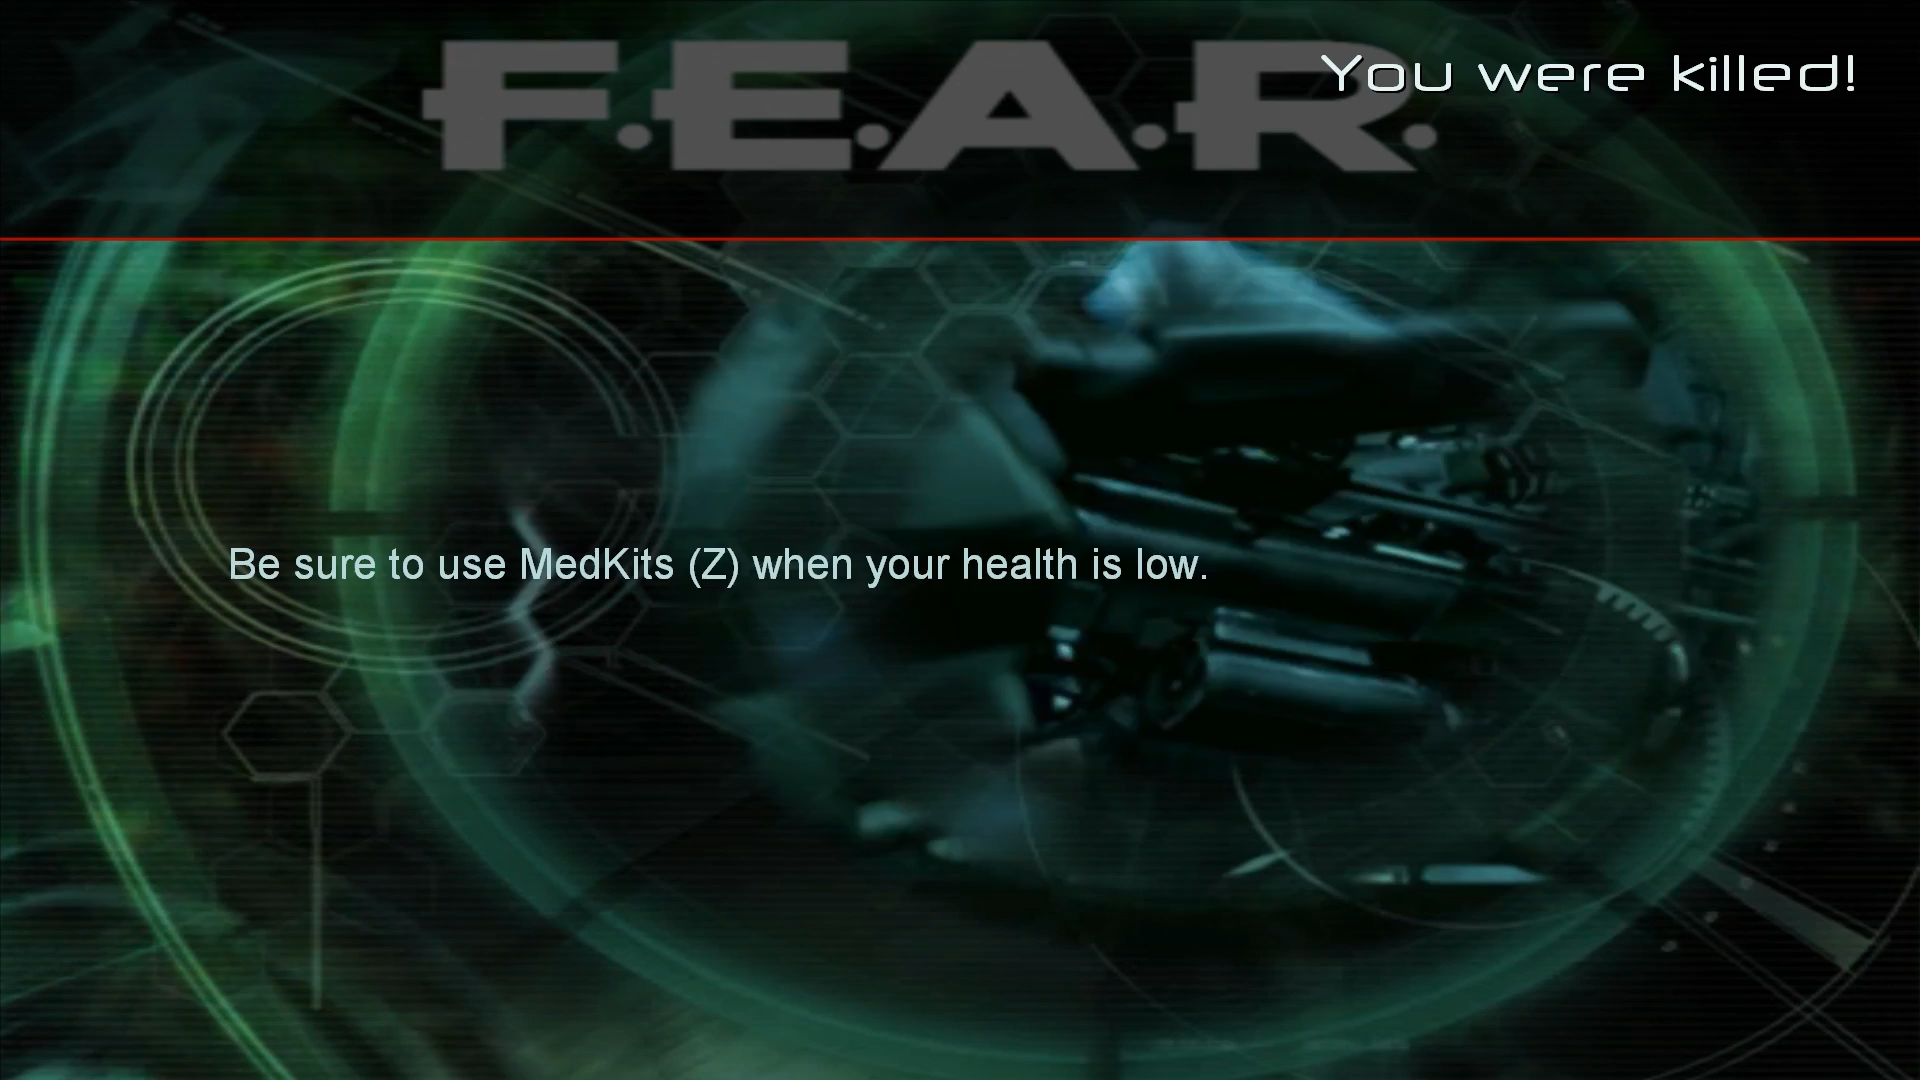 F.E.A.R.
You were killed!
Be sure to use MedKits (Z) when your health is low.